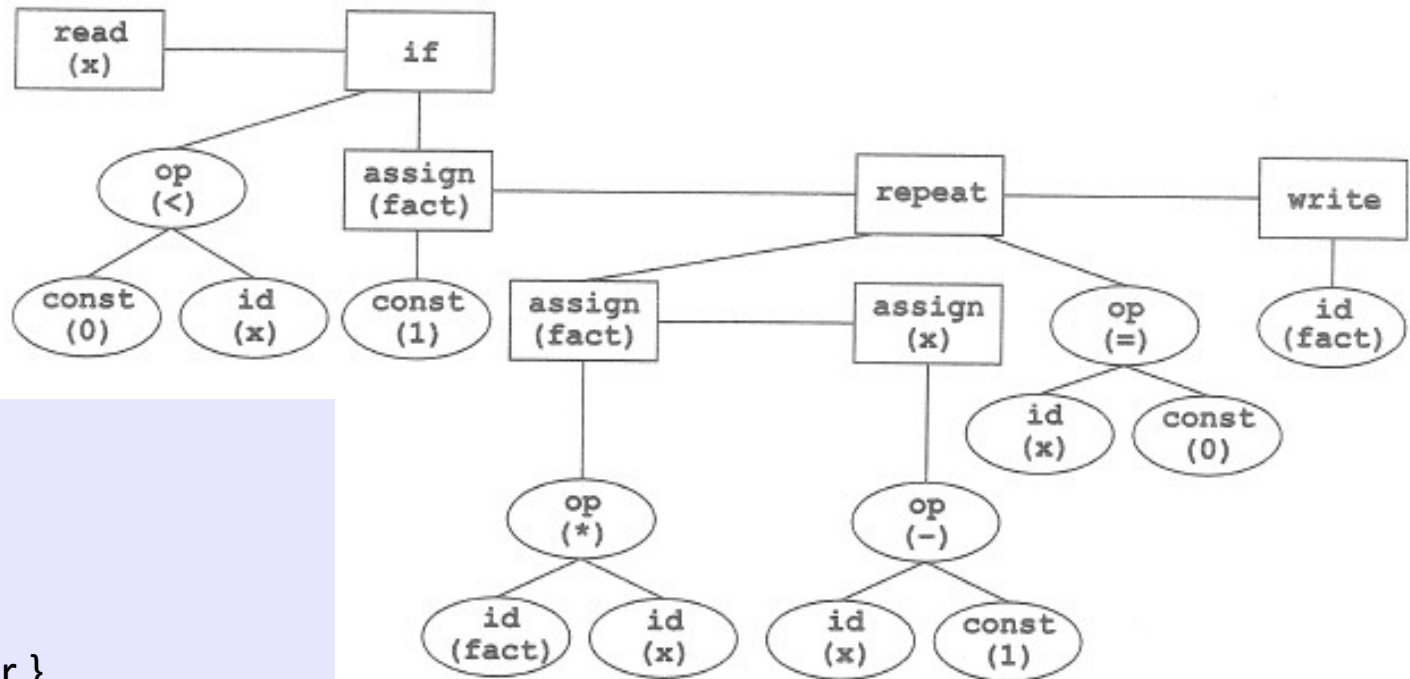 read
(x)
if
op
(<)
assign
(fact)
repeat
write
const
(0)
id
(x)
const
(1)
assign
(fact)
assign
(x)
op
(=)
id
(fact)
id
(x)
const
(0)
op
(*)
op
(-)
id
(fact)
id
(x)
id
(x)
const
(1)
r }